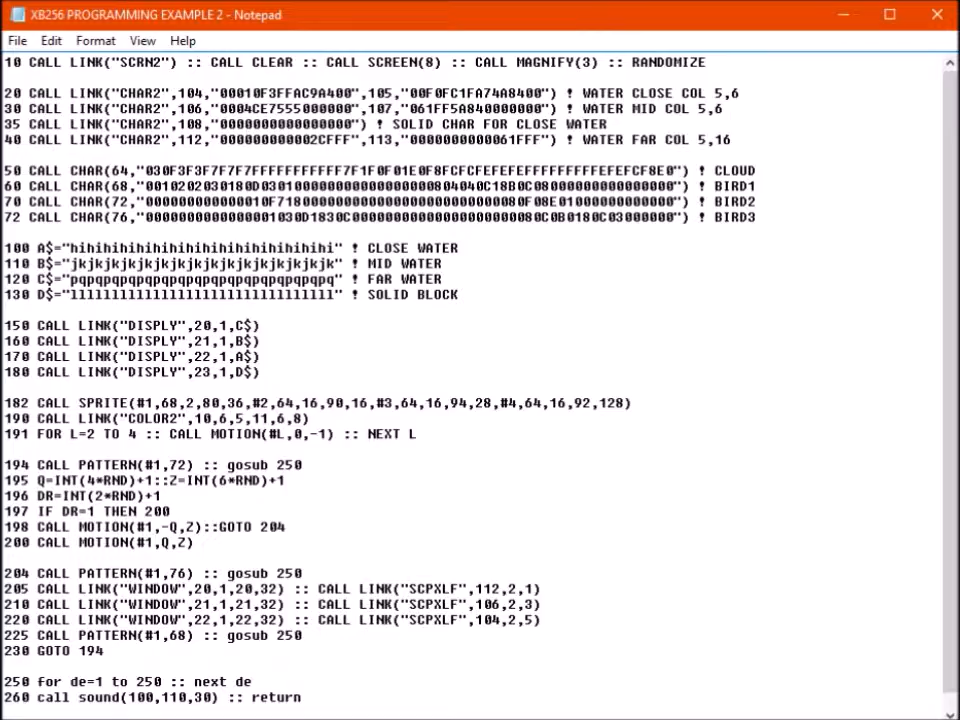 XB256 PROGRAMMING EXAMPLE 2 - Notepad
File Edit Format View Help
10 CALL LINK("SCRN2") :: CALL CLEAR :: CALL SCREEN(8) :: CALL MAGNIFY(3) :: RANDOMIZE
20 CALL LINK("CHAR2",104,"00010F3FFAC9A400",105,"00F0FC1FA74A8400") ! WATER CLOSE COL 5,6
30 CALL LINK("CHAR2",106,"0004CE7555000000",107,"061FF5A840000000") ! WATER MID COL 5,6
35 CALL LINK("CHAR2",108,"0000000000000000") ! SOLID CHAR FOR CLOSE WATER
40 CALL LINK("CHAR2",112,"000000000002CFFF",113,"0000000000061FFF") ! WATER FAR COL 5,16
50 CALL CHAR(64,"030F3F3F7F7F7FFFFFFFFFFF7F1F0F01E0F8FCFCFEFEFEFFFFFFFFFFFEFEFCF8E0") ! CLOUD
60 CALL CHAR(68,"0010202030180D03010000000000000000000804040C18B0C08000000000000000") ! BIRD1
70 CALL CHAR(72,"000000000000010F718000000000000000000000000080F08E01000000000000") ! BIRD2
72 CALL CHAR(76,"00000000000001030D1830C00000000000000000000080C0B0180C03000000") ! BIRD3
100 A$="hihihihihihihihihihihihihihihihi" ! CLOSE WATER
110 B$="jkjkjkjkjkjkjkjkjkjkjkjkjkjkjkjk" ! MID WATER
120 C$="pqpqpqpqpqpqpqpqpqpqpqpqpqpqpqpq" ! FAR WATER
130 D$="llllllllllllllllllllllllllllllll" ! SOLID BLOCK
150 CALL LINK("DISPLY",20,1,C$)
160 CALL LINK("DISPLY",21,1,B$)
170 CALL LINK("DISPLY",22,1,A$)
180 CALL LINK("DISPLY",23,1,D$)
182 CALL SPRITE(#1,68,2,80,36,#2,64,16,90,16,#3,64,16,94,28,#4,64,16,92,128)
190 CALL LINK("COLOR2",10,6,5,11,6,8)
191 FOR L=2 TO 4 :: CALL MOTION(#L,0,-1) :: NEXT L
194 CALL PATTERN(#1,72) :: gosub 250
195 Q=INT(4*RND)+1::Z=INT(6*RND)+1
196 DR=INT(2*RND)+1
197 IF DR=1 THEN 200
198 CALL MOTION(#1,-Q,Z)::GOTO 204
200 CALL MOTION(#1,Q,Z)
204 CALL PATTERN(#1,76) :: gosub 250
205 CALL LINK("WINDOW",20,1,20,32) :: CALL LINK("SCPXLF",112,2,1)
210 CALL LINK("WINDOW",21,1,21,32) :: CALL LINK("SCPXLF",106,2,3)
220 CALL LINK("WINDOW",22,1,22,32) :: CALL LINK("SCPXLF",104,2,5)
225 CALL PATTERN(#1,68) :: gosub 250
230 GOTO 194
250 for de=1 to 250 :: next de
260 call sound(100,110,30) :: return